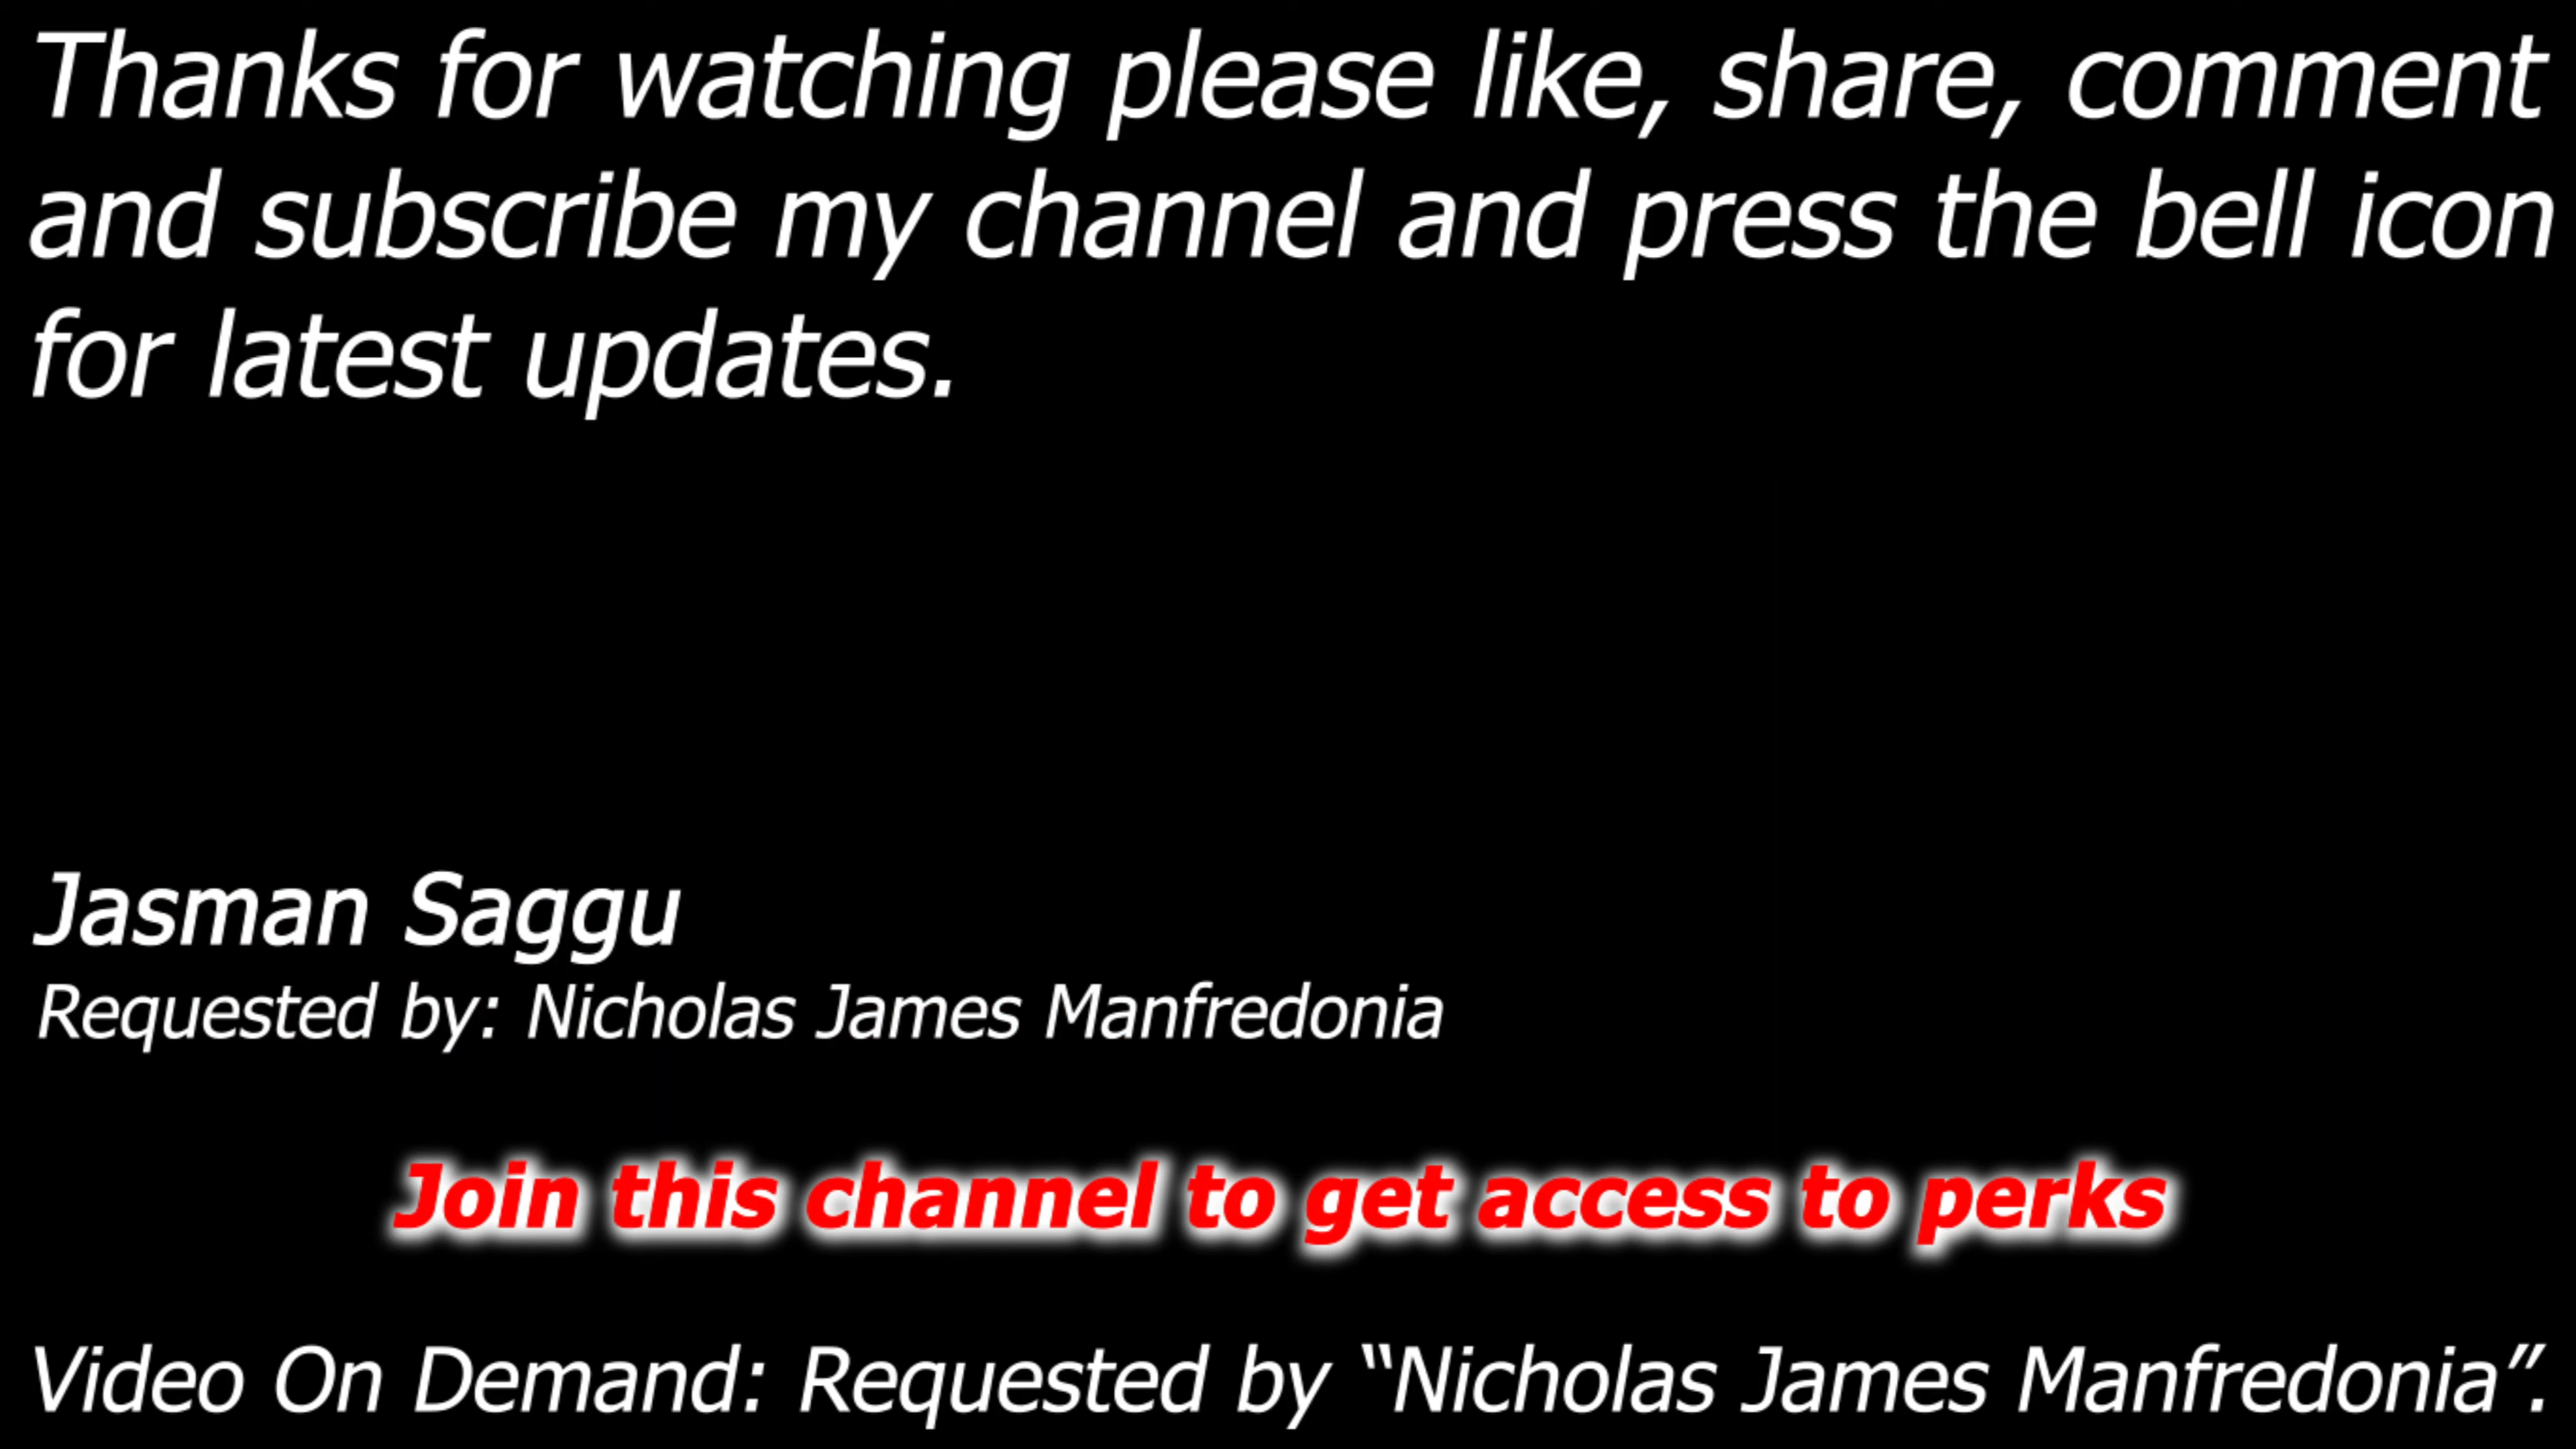 Thanks for watching please like, share, comment
and subscribe my channel and press the bell icon
for latest updates.
Jasman Saggu
Requested by: Nicholas James Manfredonia
Join this channel to get access to perks
Video On Demand: Requested by “Nicholas James Manfredonia”.